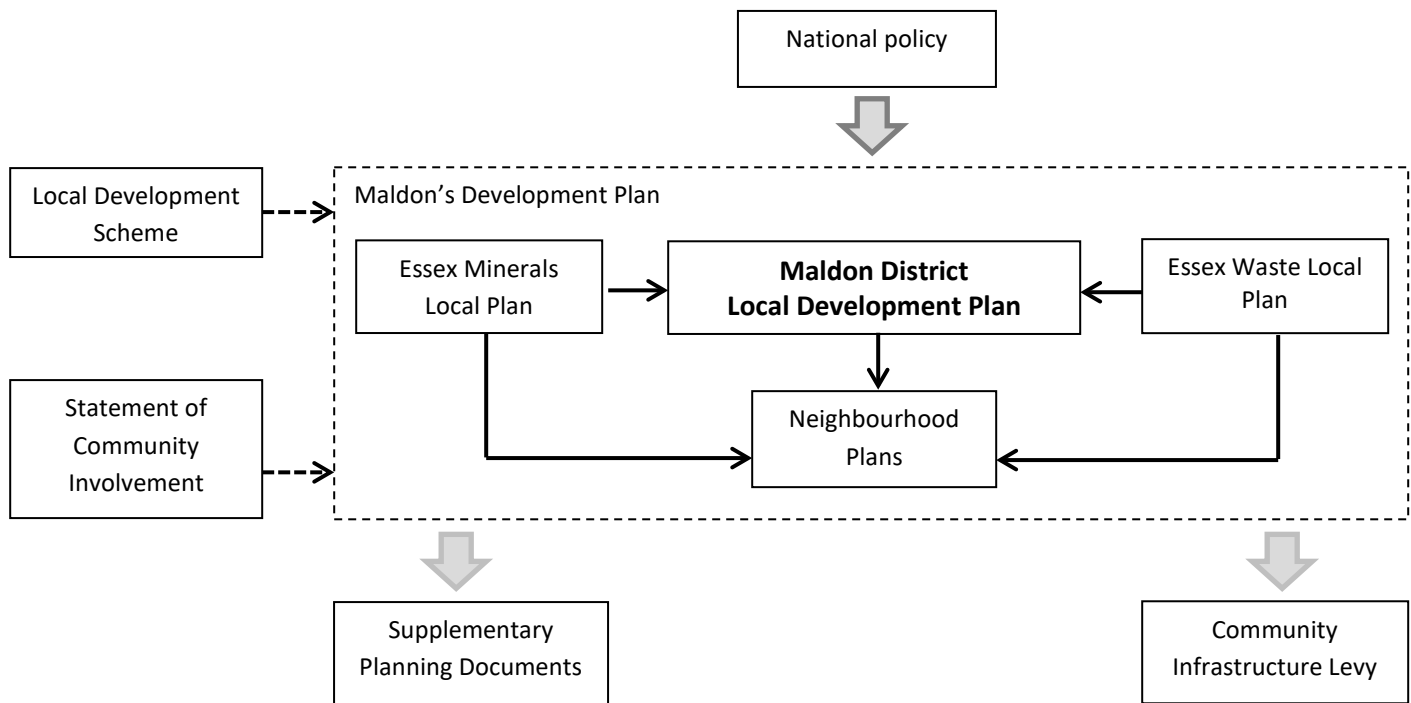 National policy
Local Development
Scheme
Maldon’s Development Plan
Essex Minerals
Local Plan
Maldon District
Local Development Plan
Essex Waste Local
Plan
Statement of
Community
Involvement
Neighbourhood
Plans
Supplementary
Planning Documents
Community
Infrastructure Levy